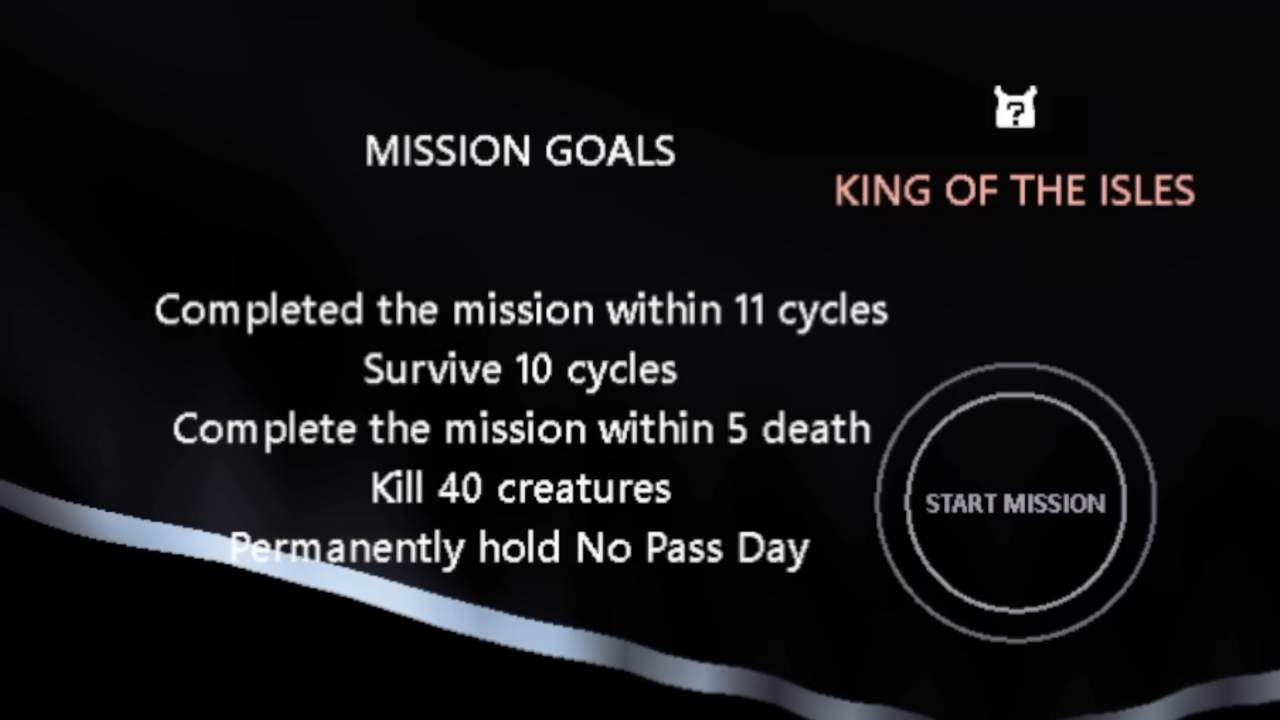 MISSION GOALS
?
KING OF THE ISLES
Completed the mission within 11 cycles
Survive 10 cycles
Complete the mission within 5 death
Kill 40 creatures
Permanently hold No Pass Day
START MISSION